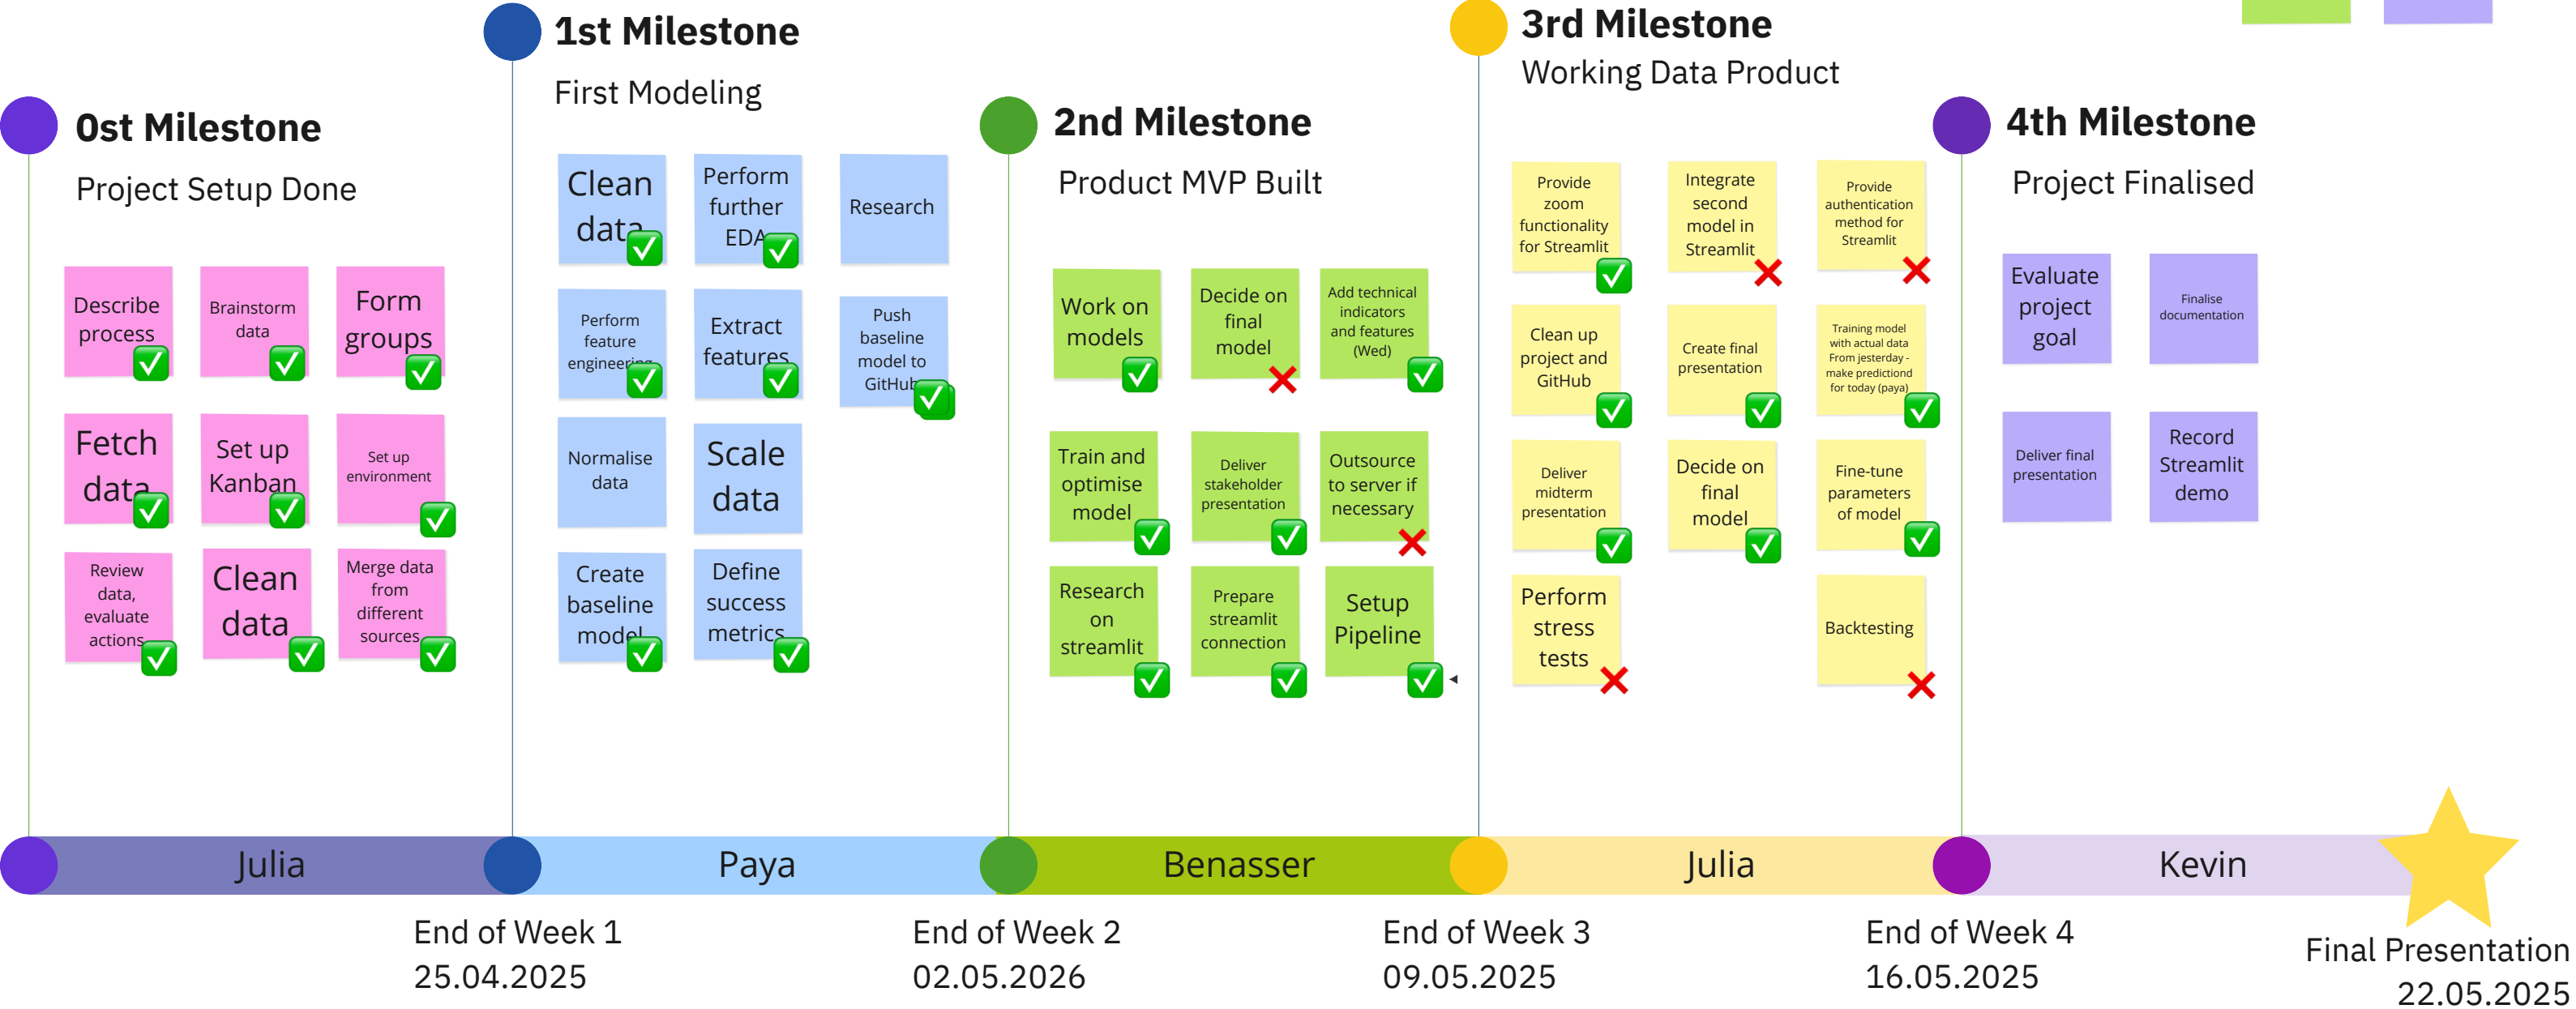 0st Milestone
Project Setup Done
Describe
process
Brainstorm
data
Form
groups
Fetch
data
Set up
Kanban
Set up
environment
Review
data,
evaluate
actions
Clean
data
Merge data
from
different
sources
1st Milestone
First Modeling
Clean
data
Perform
further
EDA
Research
Perform
feature
engineering
Extract
features
Push
baseline
model to
GitHub
Normalise
data
Scale
data
Create
baseline
model
Define
success
metrics
2nd Milestone
Product MVP Built
Work on
models
Decide on
final
model
Add technical
indicators
and features
(Wed)
Train and
optimise
model
Deliver
stakeholder
presentation
Outsource
to server if
necessary
Research
on
streamlit
Prepare
streamlit
connection
Setup
Pipeline
3rd Milestone
Working Data Product
Provide
zoom
functionality
for Streamlit
Integrate
second
model in
Streamlit
Provide
authentication
method for
Streamlit
Clean up
project and
GitHub
Create final
presentation
Training model
with actual data
From jesterday -
make predictiond
for today (paya)
Deliver
midterm
presentation
Decide on
final
model
Fine-tune
parameters
of model
Perform
stress
tests
Backtesting
4th Milestone
Project Finalised
Evaluate
project
goal
Finalise
documentation
Deliver final
presentation
Record
Streamlit
demo
Julia
Paya
Benasser
Julia
Kevin
End of Week 1
25.04.2025
End of Week 2
02.05.2026
End of Week 3
09.05.2025
End of Week 4
16.05.2025
Final Presentation
22.05.2025